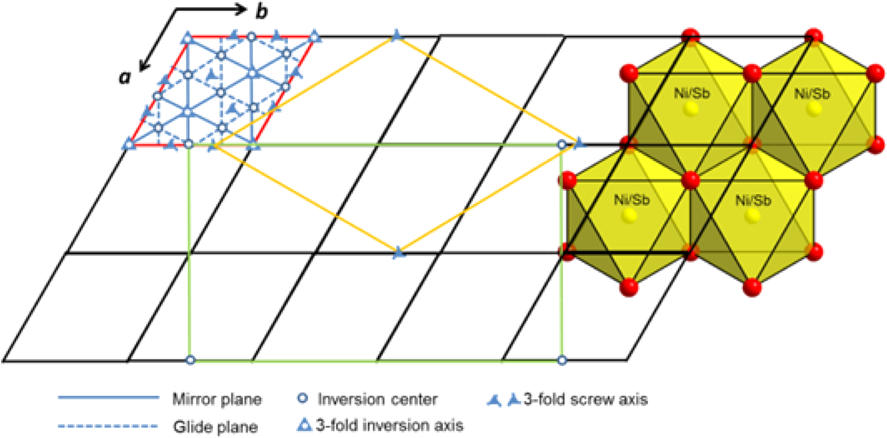 b
a
Ni/Sb Ni/Sb
Ni/Sb Ni/Sb
Mirror plane Inversion center 3-fold screw axis
Glide plane 3-fold inversion axis